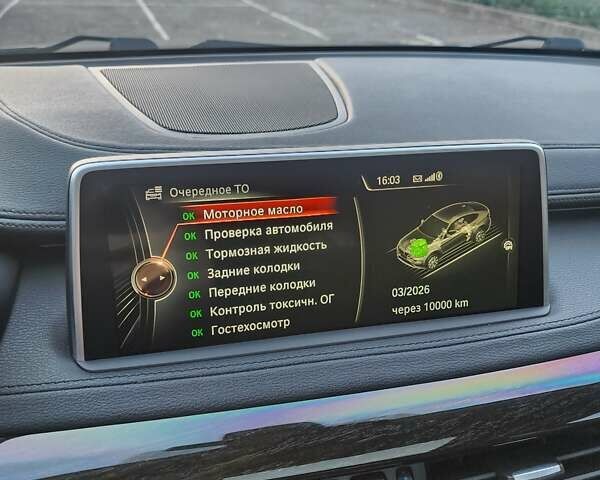 Очередное ТО
16:03
OK Моторное масло
OK Проверка автомобиля
OK Тормозная жидкость
OK Задние колодки
OK Передние колодки
OK Контроль токсичн. ОГ
OK Гостехосмотр
03/2026
через 10000 km